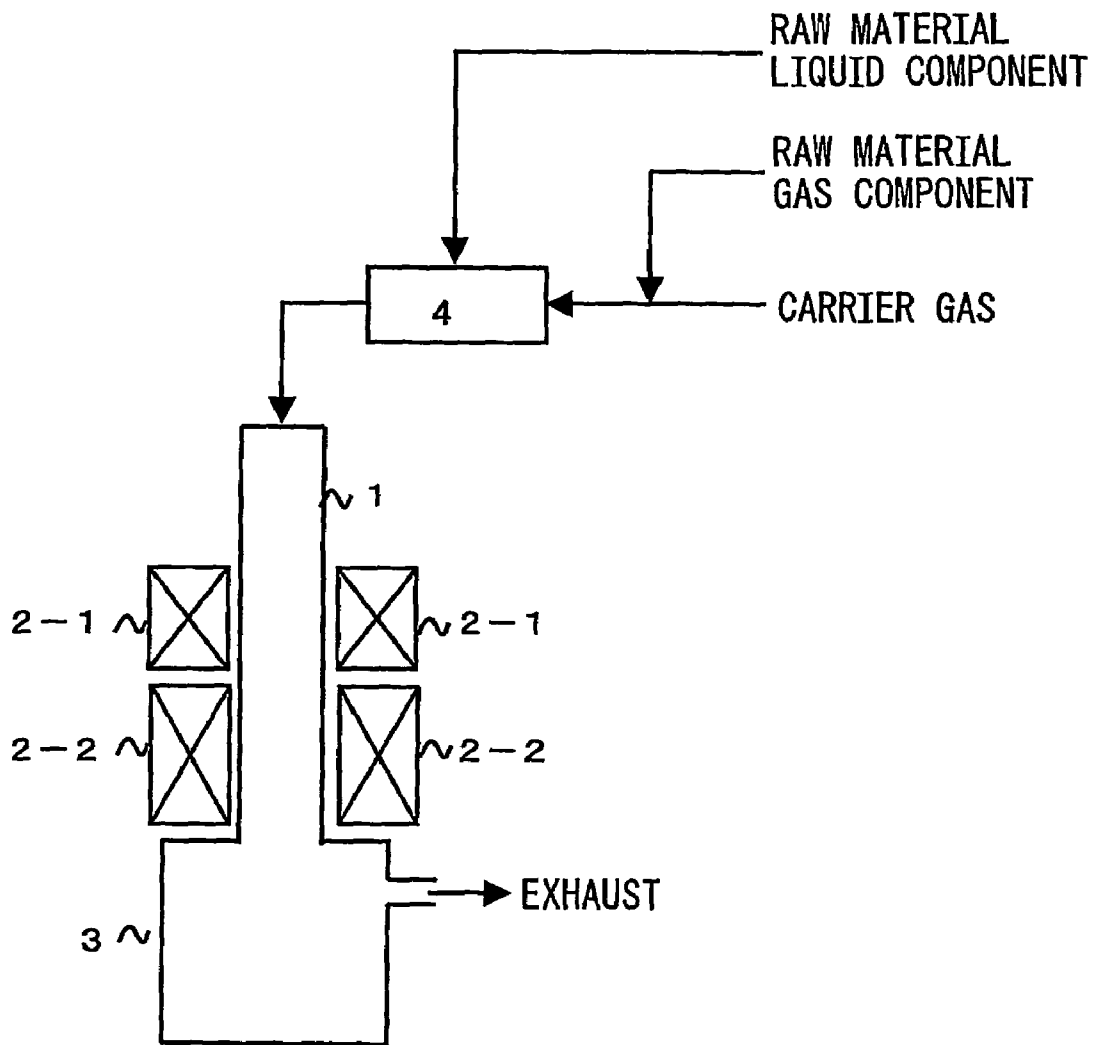 RAW MATERIAL
LIQUID COMPONENT
RAW MATERIAL
GAS COMPONENT
4
CARRIER GAS
1
2-1
2-1
2-2
2-2
EXHAUST
3